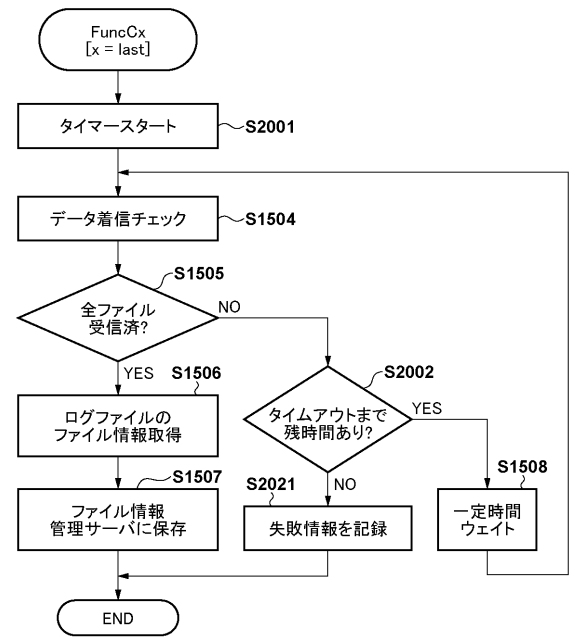 FuncCx
[x = last]
タイマースタート
S2001
データ着信チェック
S1504
S1505
全ファイル
受信済?
NO
YES
S1506
S2002
ログファイルの
ファイル情報取得
タイムアウトまで
残時間あり?
YES
NO
S1507
S2021
S1508
ファイル情報
管理サーバに保存
失敗情報を記録
一定時間
ウェイト
END